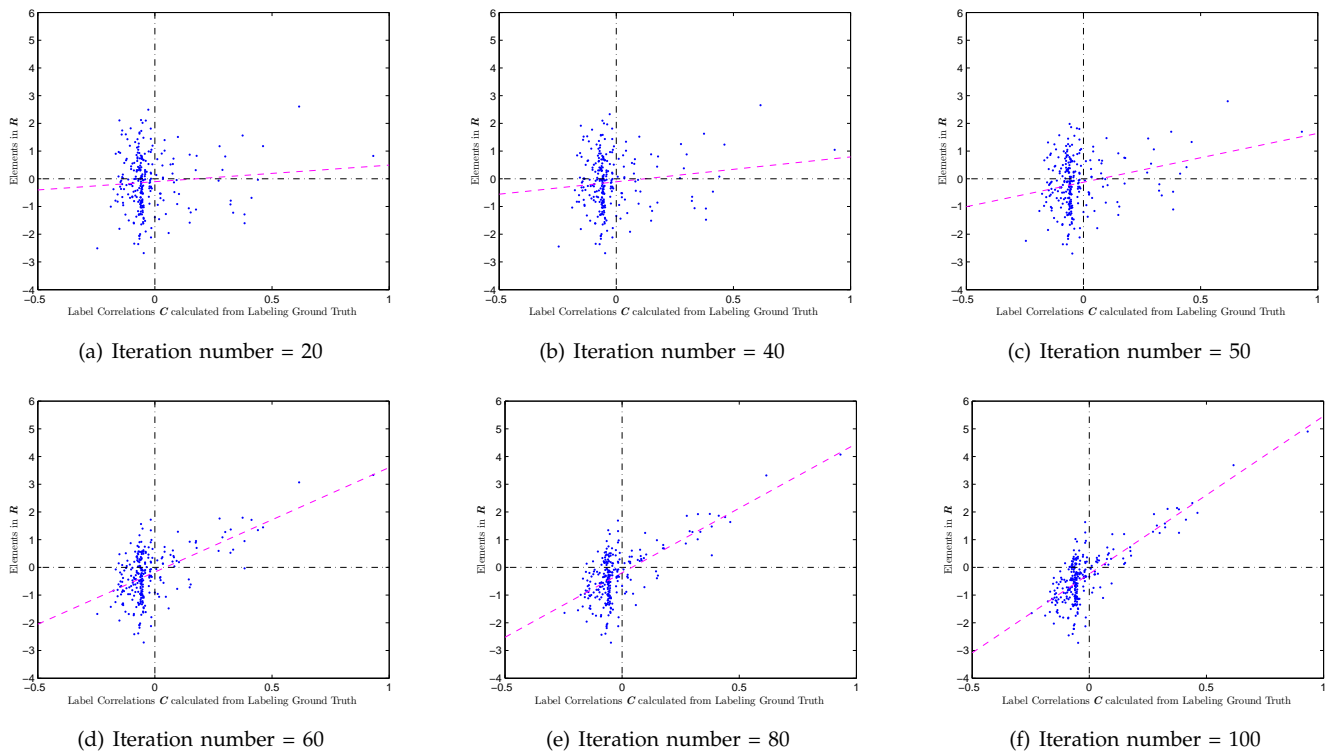 6
5
4
3
2
1
0
−1
−2
−3
−4
−0.5 0 0.5 1
Elements in R
Label Correlations C calculated from Labeling Ground Truth
(a) Iteration number = 20
6
5
4
3
2
1
0
−1
−2
−3
−4
−0.5 0 0.5 1
Elements in R
Label Correlations C calculated from Labeling Ground Truth
(b) Iteration number = 40
6
5
4
3
2
1
0
−1
−2
−3
−4
−0.5 0 0.5 1
Elements in R
Label Correlations C calculated from Labeling Ground Truth
(c) Iteration number = 50
6
5
4
3
2
1
0
−1
−2
−3
−4
−0.5 0 0.5 1
Elements in R
Label Correlations C calculated from Labeling Ground Truth
(d) Iteration number = 60
6
5
4
3
2
1
0
−1
−2
−3
−4
−0.5 0 0.5 1
Elements in R
Label Correlations C calculated from Labeling Ground Truth
(e) Iteration number = 80
6
5
4
3
2
1
0
−1
−2
−3
−4
−0.5 0 0.5 1
Elements in R
Label Correlations C calculated from Labeling Ground Truth
(f) Iteration number = 100